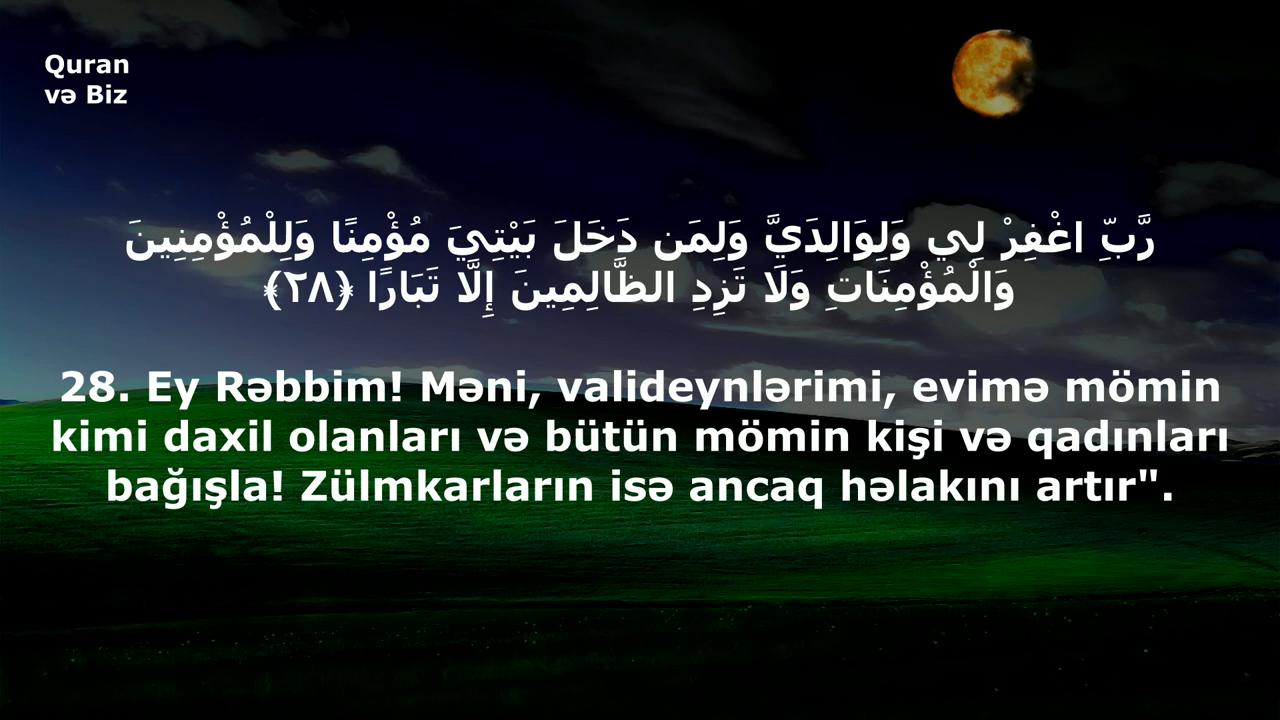 Quran
və Biz
رَّبِّ اغْفِرْ لِي وَلِوَالِدَيَّ وَلِمَن دَخَلَ بَيْتِيَ مُؤْمِنًا وَلِلْمُؤْمِنِينَ
وَالْمُؤْمِنَاتِ وَلَا تَزِدِ الظَّالِمِينَ إِلَّا تَبَارًا ﴿٢٨﴾
28. Ey Rəbbim! Məni, valideynlərimi, evimə mömin
kimi daxil olanları və bütün mömin kişi və qadınları
bağışla! Zülmkarların isə ancaq həlakını artır".